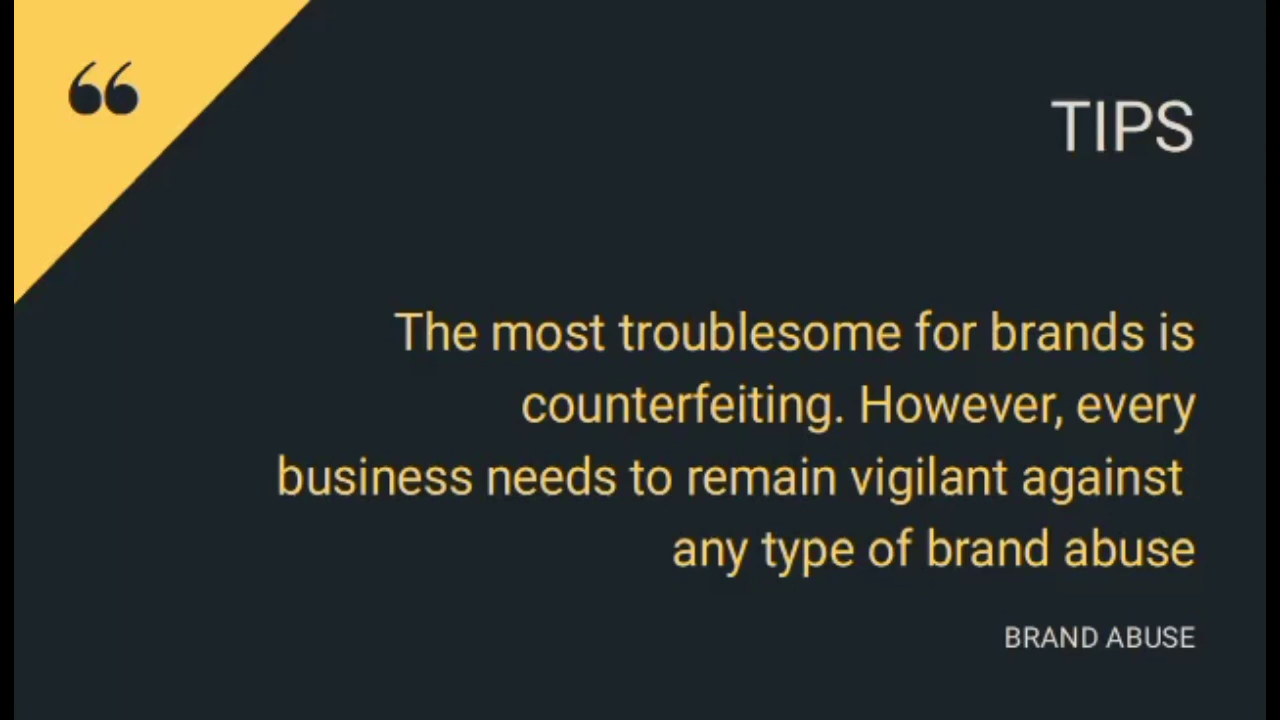 “
TIPS
The most troublesome for brands is
counterfeiting. However, every
business needs to remain vigilant against
any type of brand abuse
BRAND ABUSE